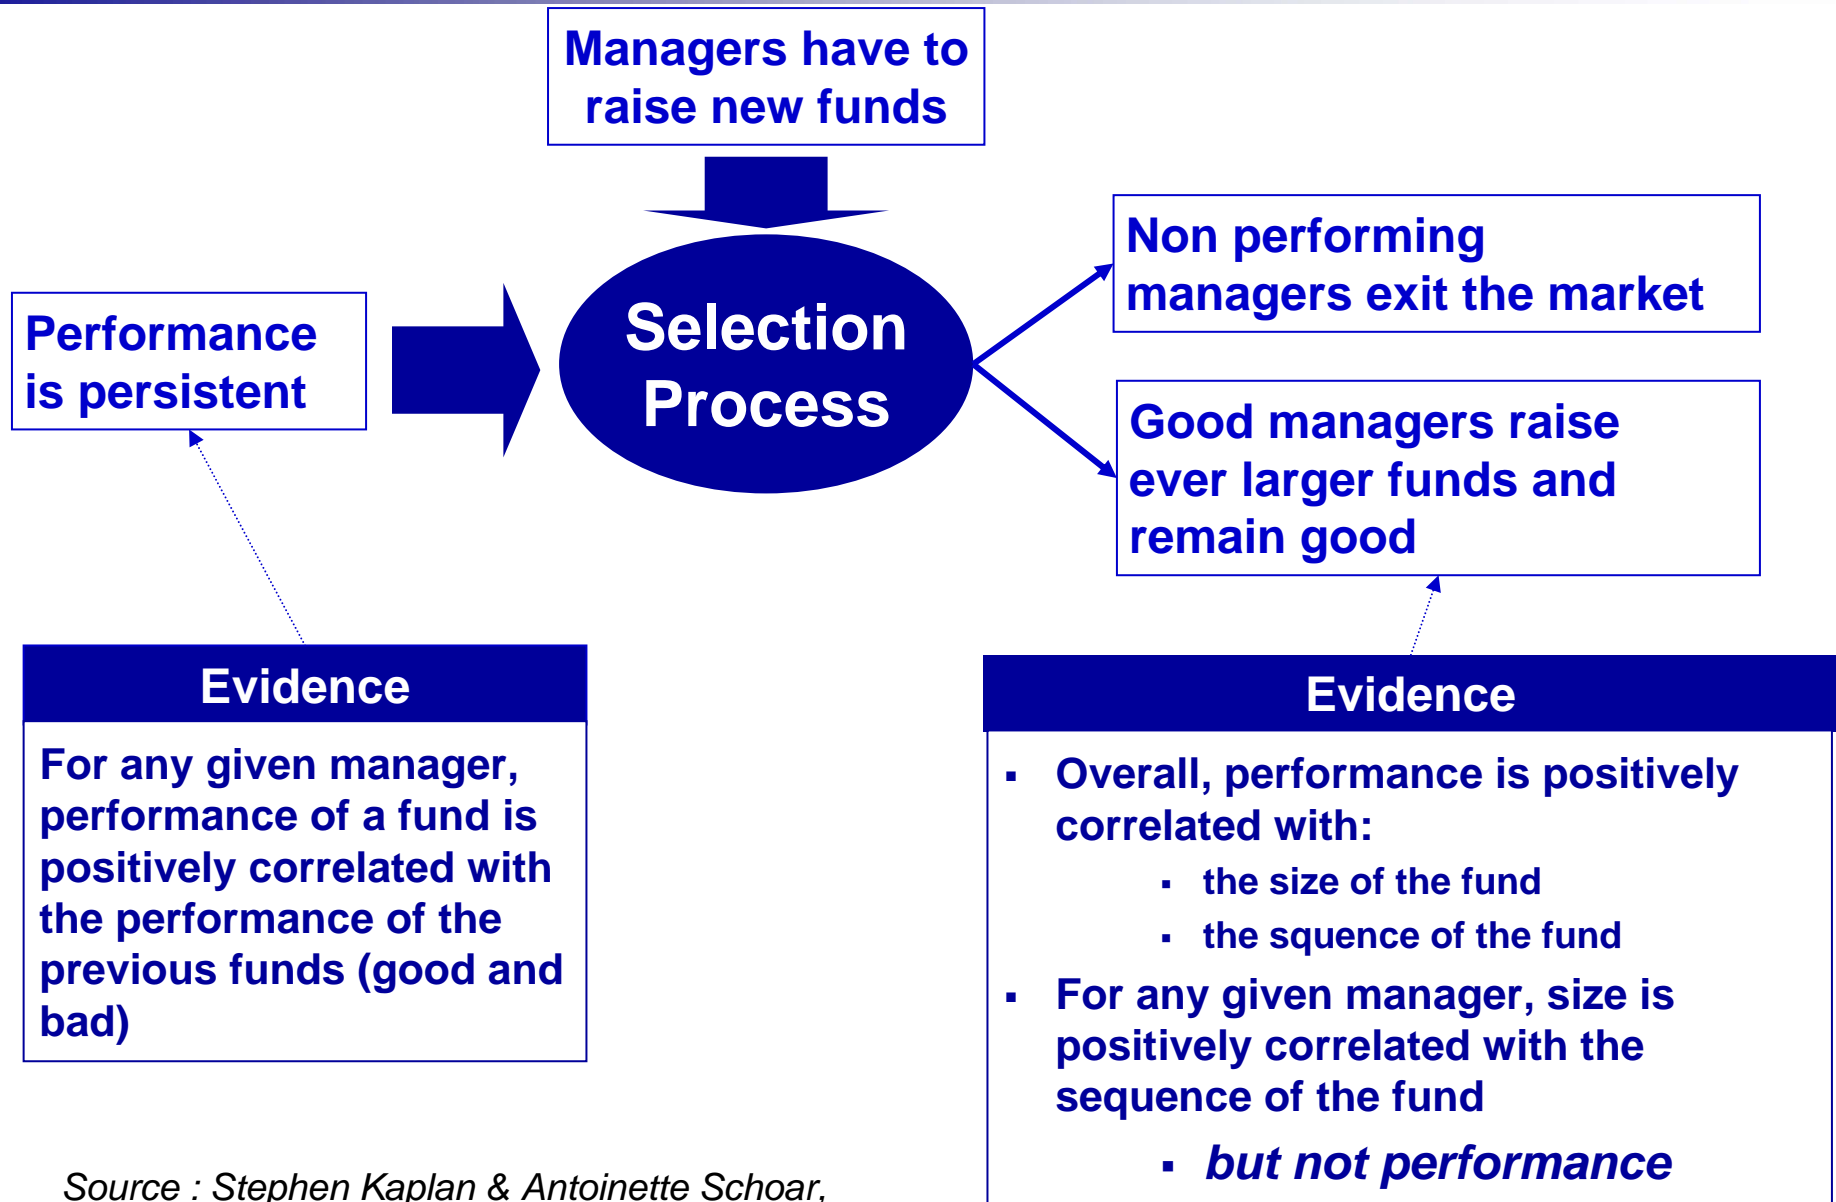 Managers have to
raise new funds
Performance
is persistent
Selection
Process
Non performing
managers exit the market
Good managers raise
ever larger funds and
remain good
Evidence
For any given manager,
performance of a fund is
positively correlated with
the performance of the
previous funds (good and
bad)
Evidence
▪ Overall, performance is positively
correlated with:
▪ the size of the fund
▪ the squence of the fund
▪ For any given manager, size is
positively correlated with the
sequence of the fund
▪ but not performance
Source : Stephen Kaplan & Antoinette Schoar,